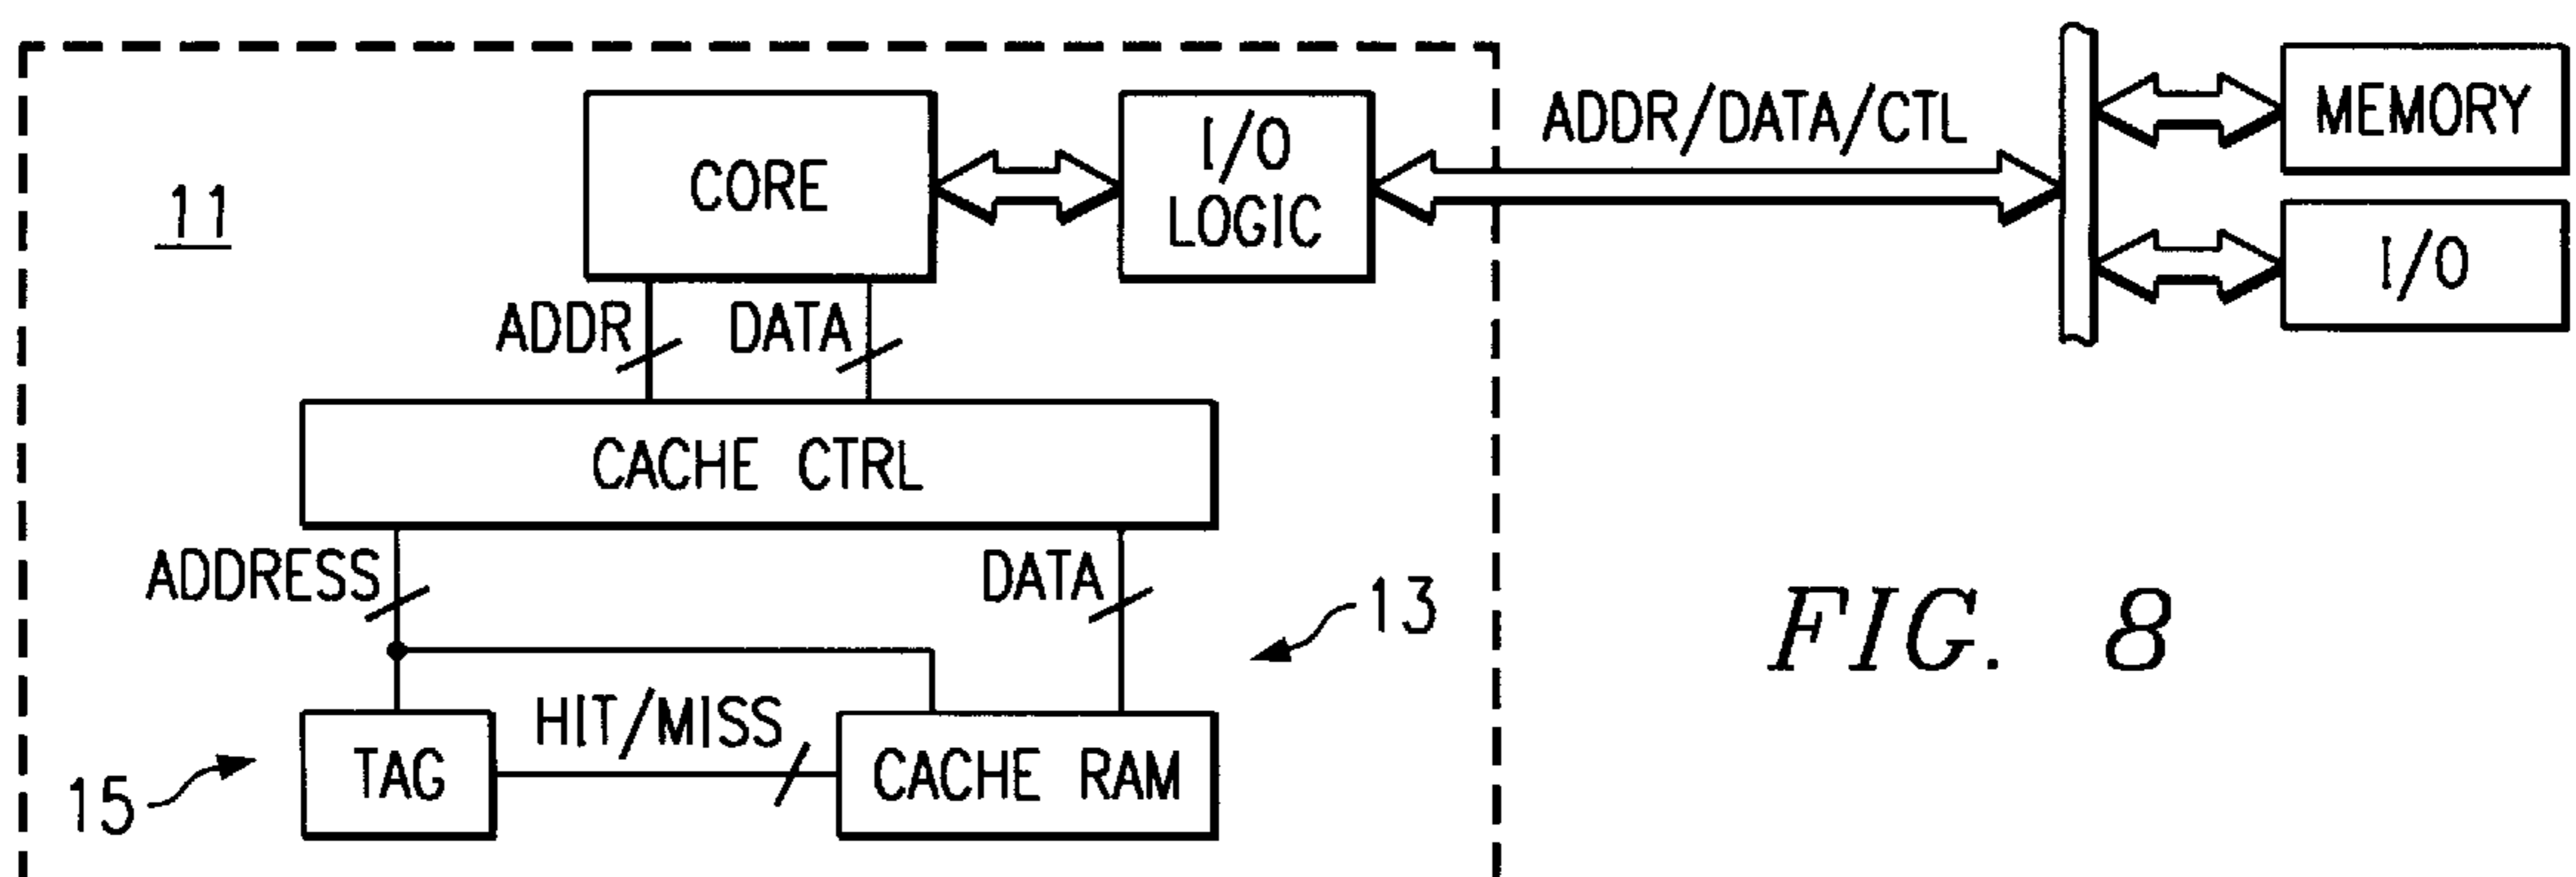 11
CORE
I/O
LOGIC
ADDR/DATA/CTL
MEMORY
I/O
ADDR
DATA
CACHE CTRL
ADDRESS
DATA
13
FIG. 8
TAG
HIT/MISS
CACHE RAM
15